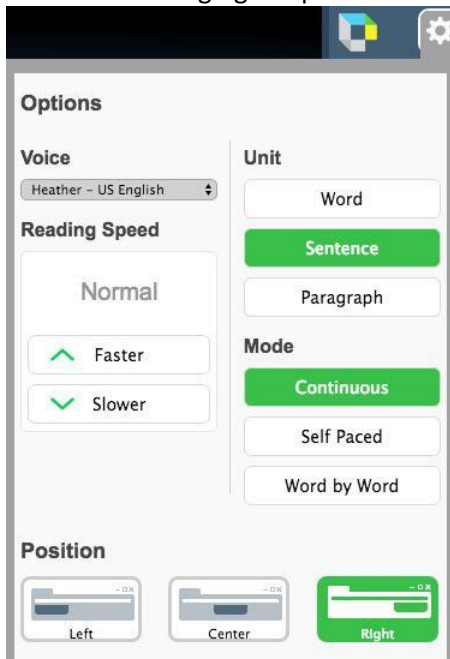 Options
Voice
Heather – US English
Reading Speed
Normal
Faster
Slower
Unit
Word
Sentence
Paragraph
Mode
Continuous
Self Paced
Word by Word
Position
Left
Center
Right